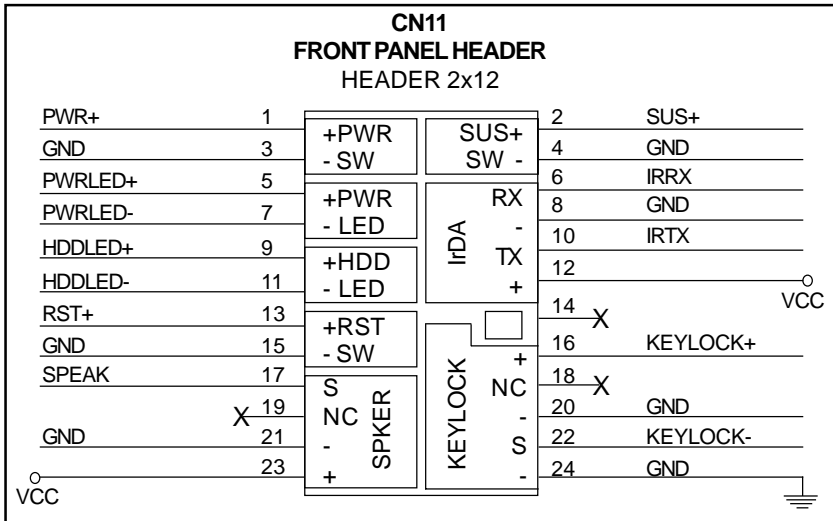 CN11
FRONT PANEL HEADER
HEADER 2x12
PWR+ 1 +PWR SUS+ 2 SUS+
GND 3 - SW SW - 4 GND
PWRLED+ 5 +PWR RX 6 IRRX
PWRLED- 7 - LED - 8 GND
HDDLED+ 9 +HDD TX 10 IRTX
HDDLED- 11 - LED + 12 VCC
IrDA
RST+ 13 +RST 14 X
GND 15 - SW + 16 KEYLOCK+
SPEAK 17 S NC 18 X
X 19 NC - 20 GND
GND 21 - S 22 KEYLOCK-
VCC 23 + - 24 GND
SPKER
KEYLOCK